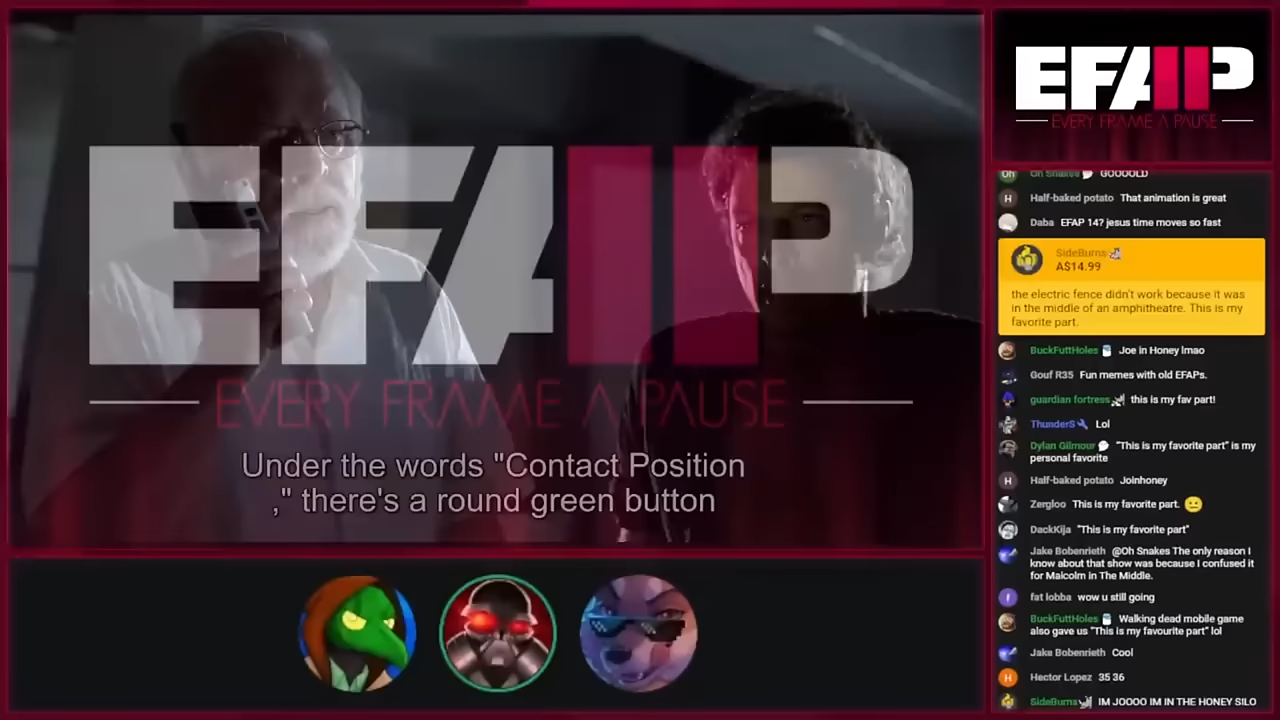 EFAP
EVERY FRAME A PAUSE
Under the words "Contact Position
," there's a round green button
EFAP
EVERY FRAME A PAUSE
Oh Oh Snakes GOOOOLD
H Half-baked potato That animation is great
Daba EFAP 14? jesus time moves so fast
SideBurns
A$14.99
the electric fence didn't work because it was
in the middle of an amphitheatre. This is my
favorite part.
BuckFuttHoles Joe in Honey lmao
Gouf R35 Fun memes with old EFAPs.
guardian fortress this is my fav part!
ThunderS Lol
Dylan Gilmour "This is my favorite part" is my
personal favorite
H Half-baked potato Joinhoney
Zergloo This is my favorite part. 😐
DackKija "This is my favorite part"
Jake Bobenrieth @Oh Snakes The only reason I
know about that show was because I confused it
for Malcolm in The Middle.
f fat lobba wow u still going
BuckFuttHoles Walking dead mobile game
also gave us "This is my favourite part" lol
Jake Bobenrieth Cool
H Hector Lopez 35 36
SideBurns IM JOOOO IM IN THE HONEY SILO